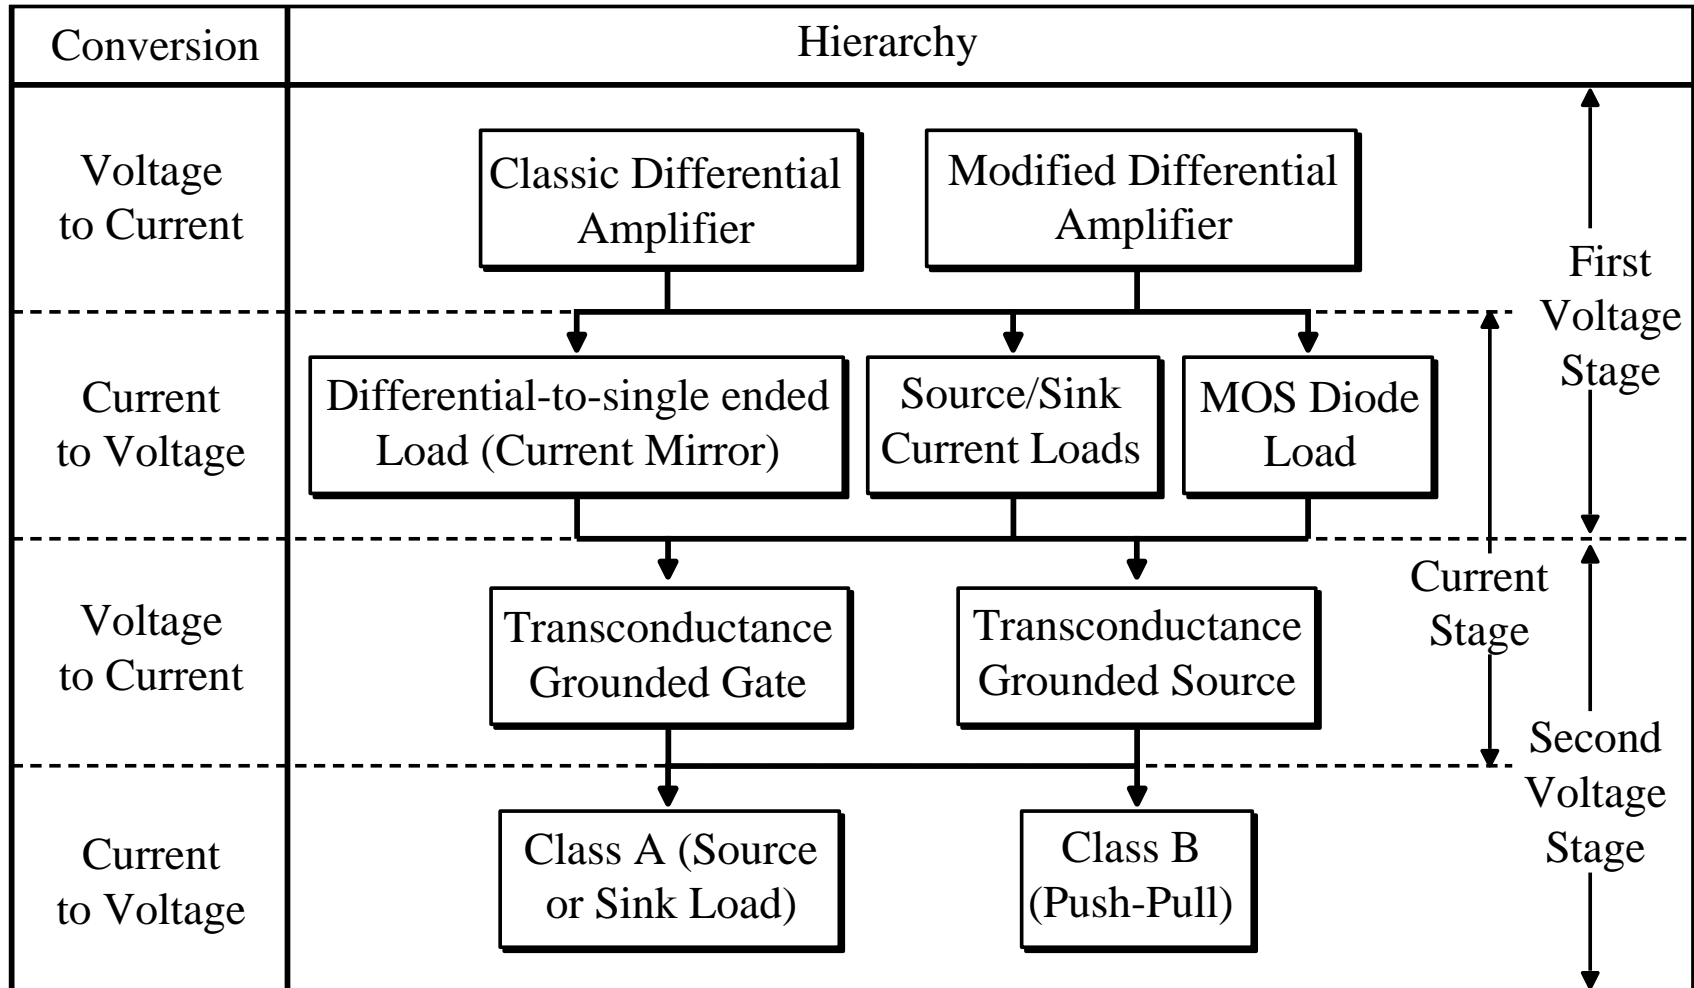 Conversion
Hierarchy
Voltage
to Current
Classic Differential
Amplifier
Modified Differential
Amplifier
First
Voltage
Stage
Current
to Voltage
Differential-to-single ended
Load (Current Mirror)
Source/Sink
Current Loads
MOS Diode
Load
Current
Stage
Voltage
to Current
Transconductance
Grounded Gate
Transconductance
Grounded Source
Second
Voltage
Stage
Current
to Voltage
Class A (Source
or Sink Load)
Class B
(Push-Pull)